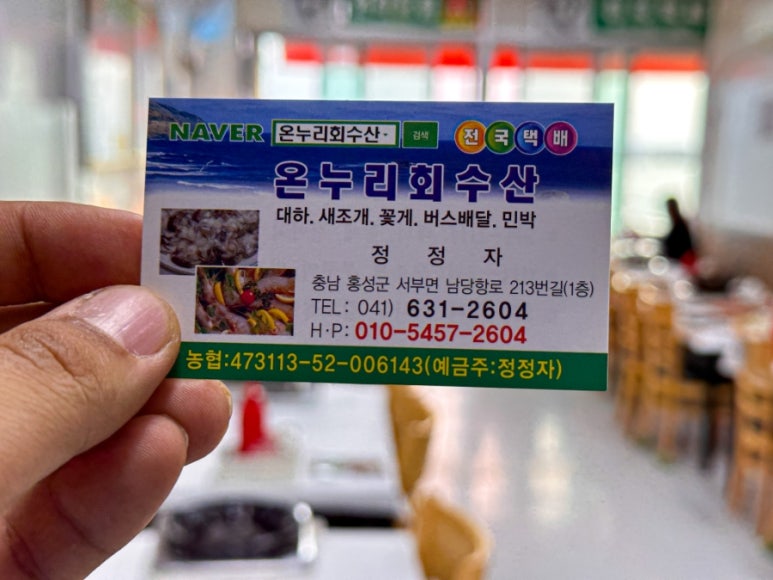 NAVER 온누리회수산 검색 전국택배
온누리회수산
대하. 새조개. 꽃게. 버스배달. 민박
정 정 자
충남 홍성군 서부면 남당항로 213번길(1층)
TEL: 041) 631-2604
H·P: 010-5457-2604
농협:473113-52-006143(예금주:정정자)